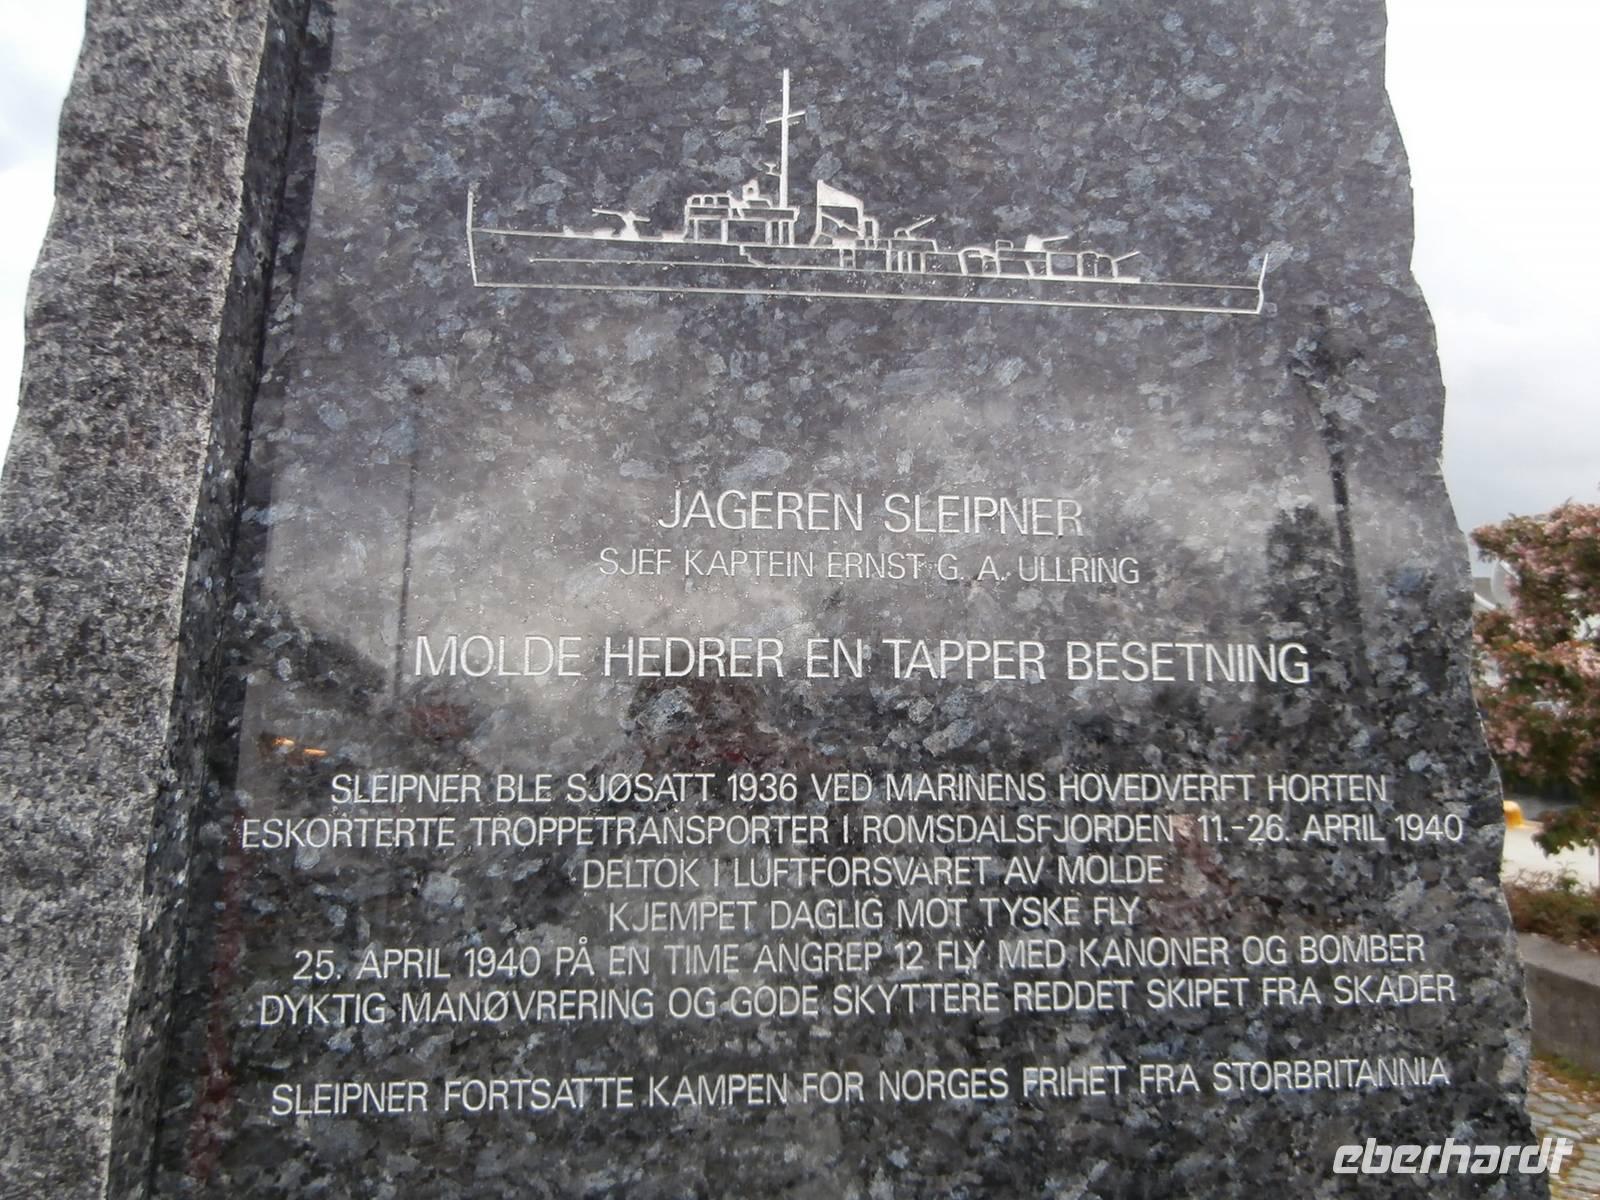 JAGEREN SLEIPNER
SJEF KAPTEIN ERNST G. A. ULLRING
MOLDE HEDRER EN TAPPER BESETNING
SLEIPNER BLE SJØSATT 1936 VED MARINENS HOVEDVERFT HORTEN
ESKORTERTE TROPPETRANSPORTER I ROMSDALSFJORDEN 11.-26. APRIL 1940
DELTOK I LUFTFORSVARET AV MOLDE
KJEMPET DAGLIG MOT TYSKE FLY
25. APRIL 1940 PÅ EN TIME ANGREP 12 FLY MED KANONER OG BOMBER
DYKTIG MANØVRERING OG GODE SKYTTERE REDDET SKIPET FRA SKADER
SLEIPNER FORTSATTE KAMPEN FOR NORGES FRIHET FRA STORBRITANNIA
eberhardt